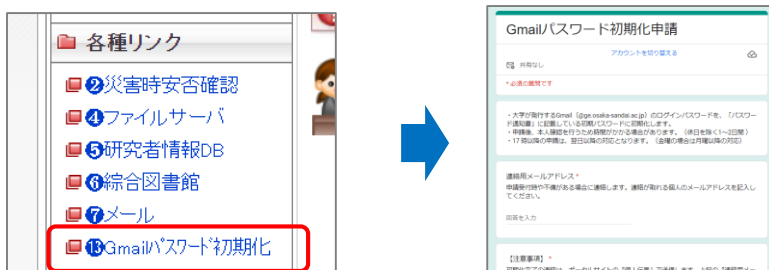 各種リンク
❷災害時安否確認
❹ファイルサーバ
❺研究者情報DB
❻総合図書館
❼メール
⓭Gmailパスワード初期化
Gmailパスワード初期化申請
アカウントを切り替える
共有なし
* 必須の質問です
・大学が発行するGmail（@ge.osaka-sandai.ac.jp）のログインパスワードを、「パスワー
ド通知書」に記載している初期パスワードに初期化します。
・申請後、本人確認を行うため時間がかかる場合があります。（休日を除く1～2日間）
・17時以降の申請は、翌日以降の対応となります。（金曜の場合は月曜以降の対応）
連絡用メールアドレス *
申請受付時や不備がある場合に連絡します。連絡が取れる個人のメールアドレスを記入し
てください。
回答を入力
【注意事項】 *